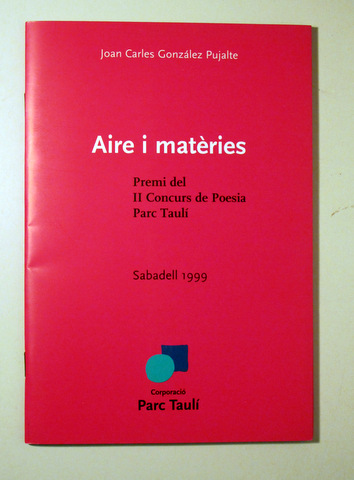 Joan Carles González Pujalte
Aire i matèries
Premi del
II Concurs de Poesia
Parc Taulí
Sabadell 1999
Corporació
Parc Taulí